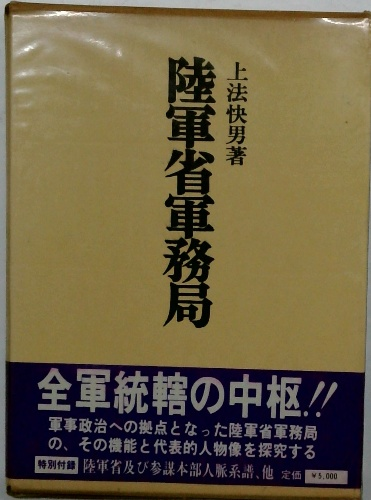 上法快男著
陸軍省軍務局
全軍統轄の中枢!!
軍事政治への拠点となった陸軍省軍務局
の、その機能と代表的人物像を探究する
特別付録 陸軍省及び参謀本部人脈系譜、他 定価 ¥5,000